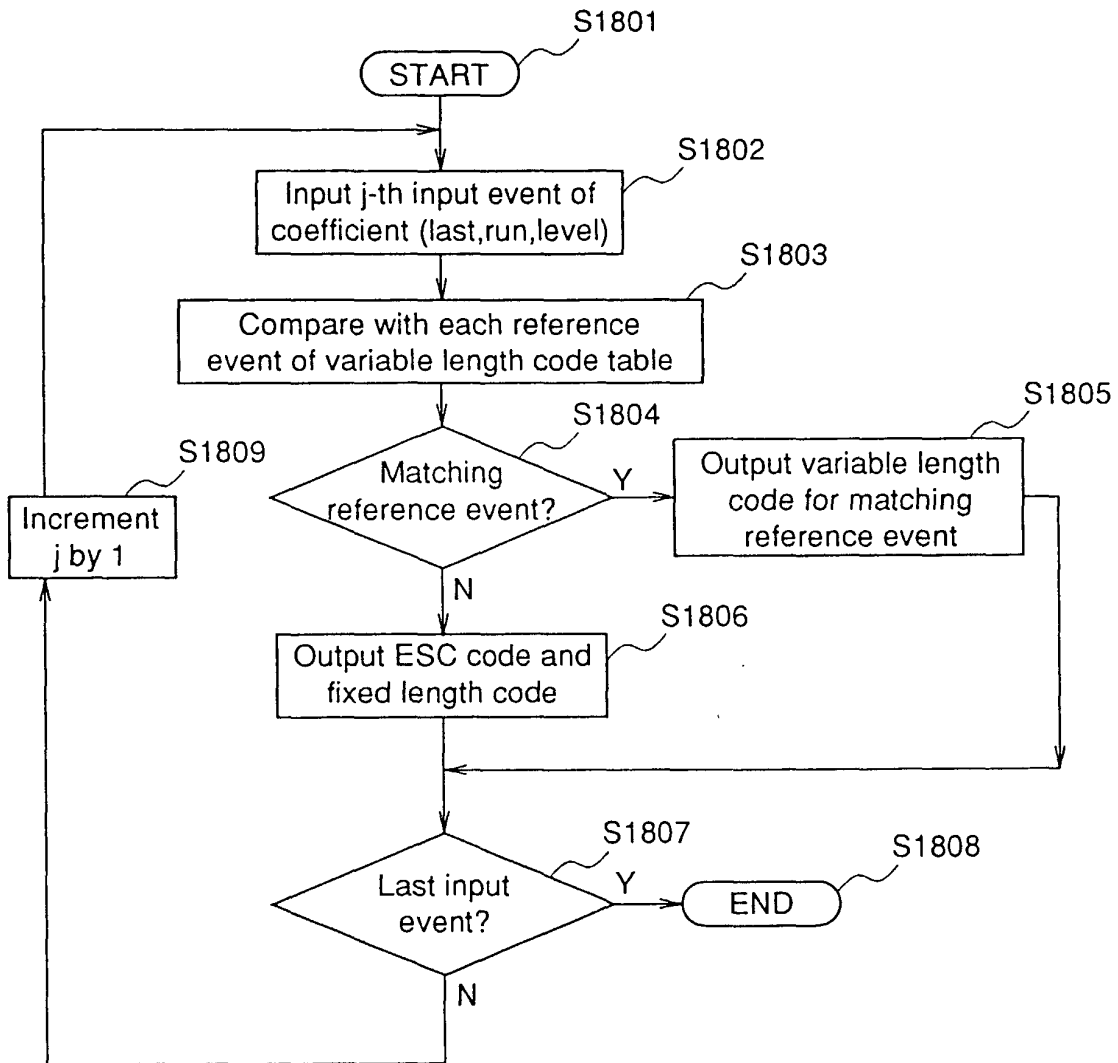 S1801
START
S1802
Input j-th input event of
coefficient (last,run,level)
S1803
Compare with each reference
event of variable length code table
S1804
Matching
reference event?
Y
S1805
Output variable length
code for matching
reference event
S1809
Increment
j by 1
N
S1806
Output ESC code and
fixed length code
S1807
Last input
event?
Y
S1808
END
N